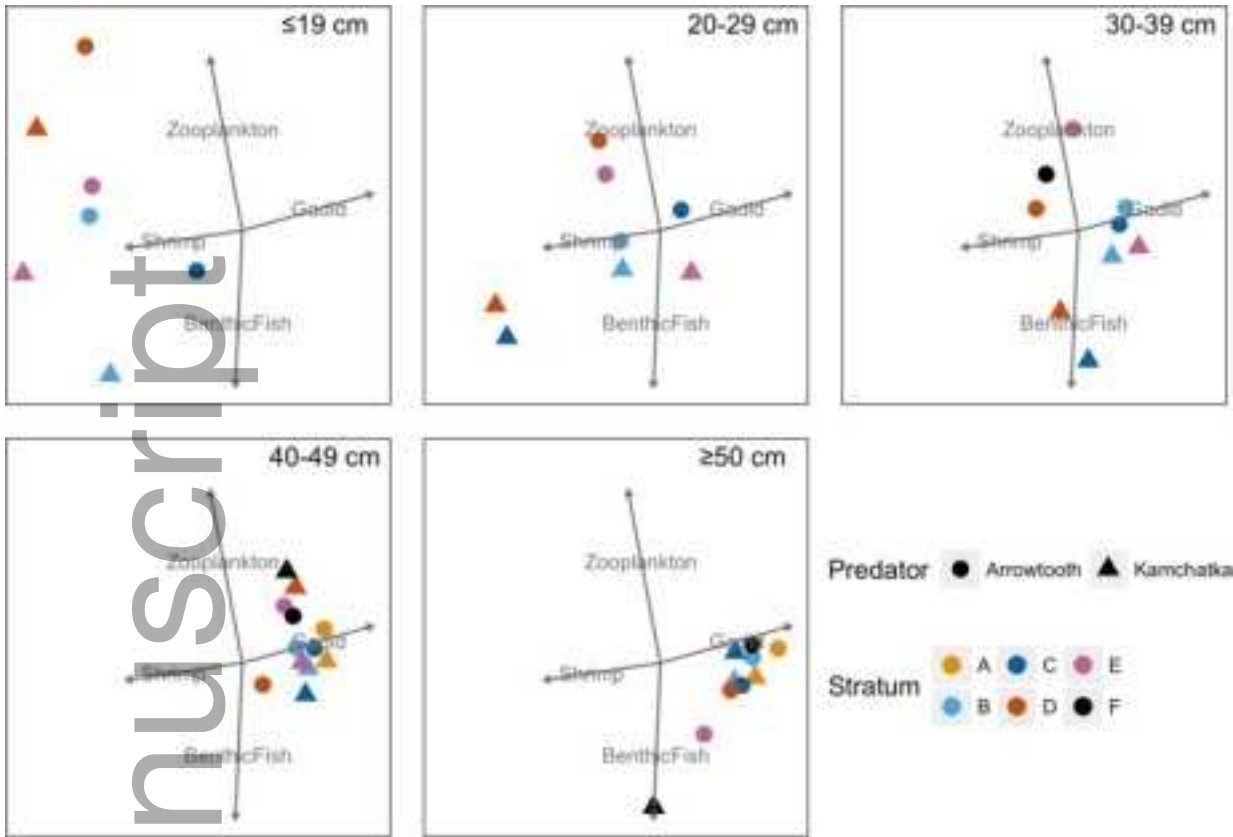 ≤19 cm
Zooplankton
Gadid
Shrimp
BenthicFish
20-29 cm
Zooplankton
Gadid
Shrimp
BenthicFish
30-39 cm
Zooplankton
Gadid
Shrimp
BenthicFish
40-49 cm
Zooplankton
Gadid
Shrimp
BenthicFish
≥50 cm
Zooplankton
Gadid
Shrimp
BenthicFish
Predator Arrowtooth Kamchatka
Stratum
A C E
B D F
nuscript